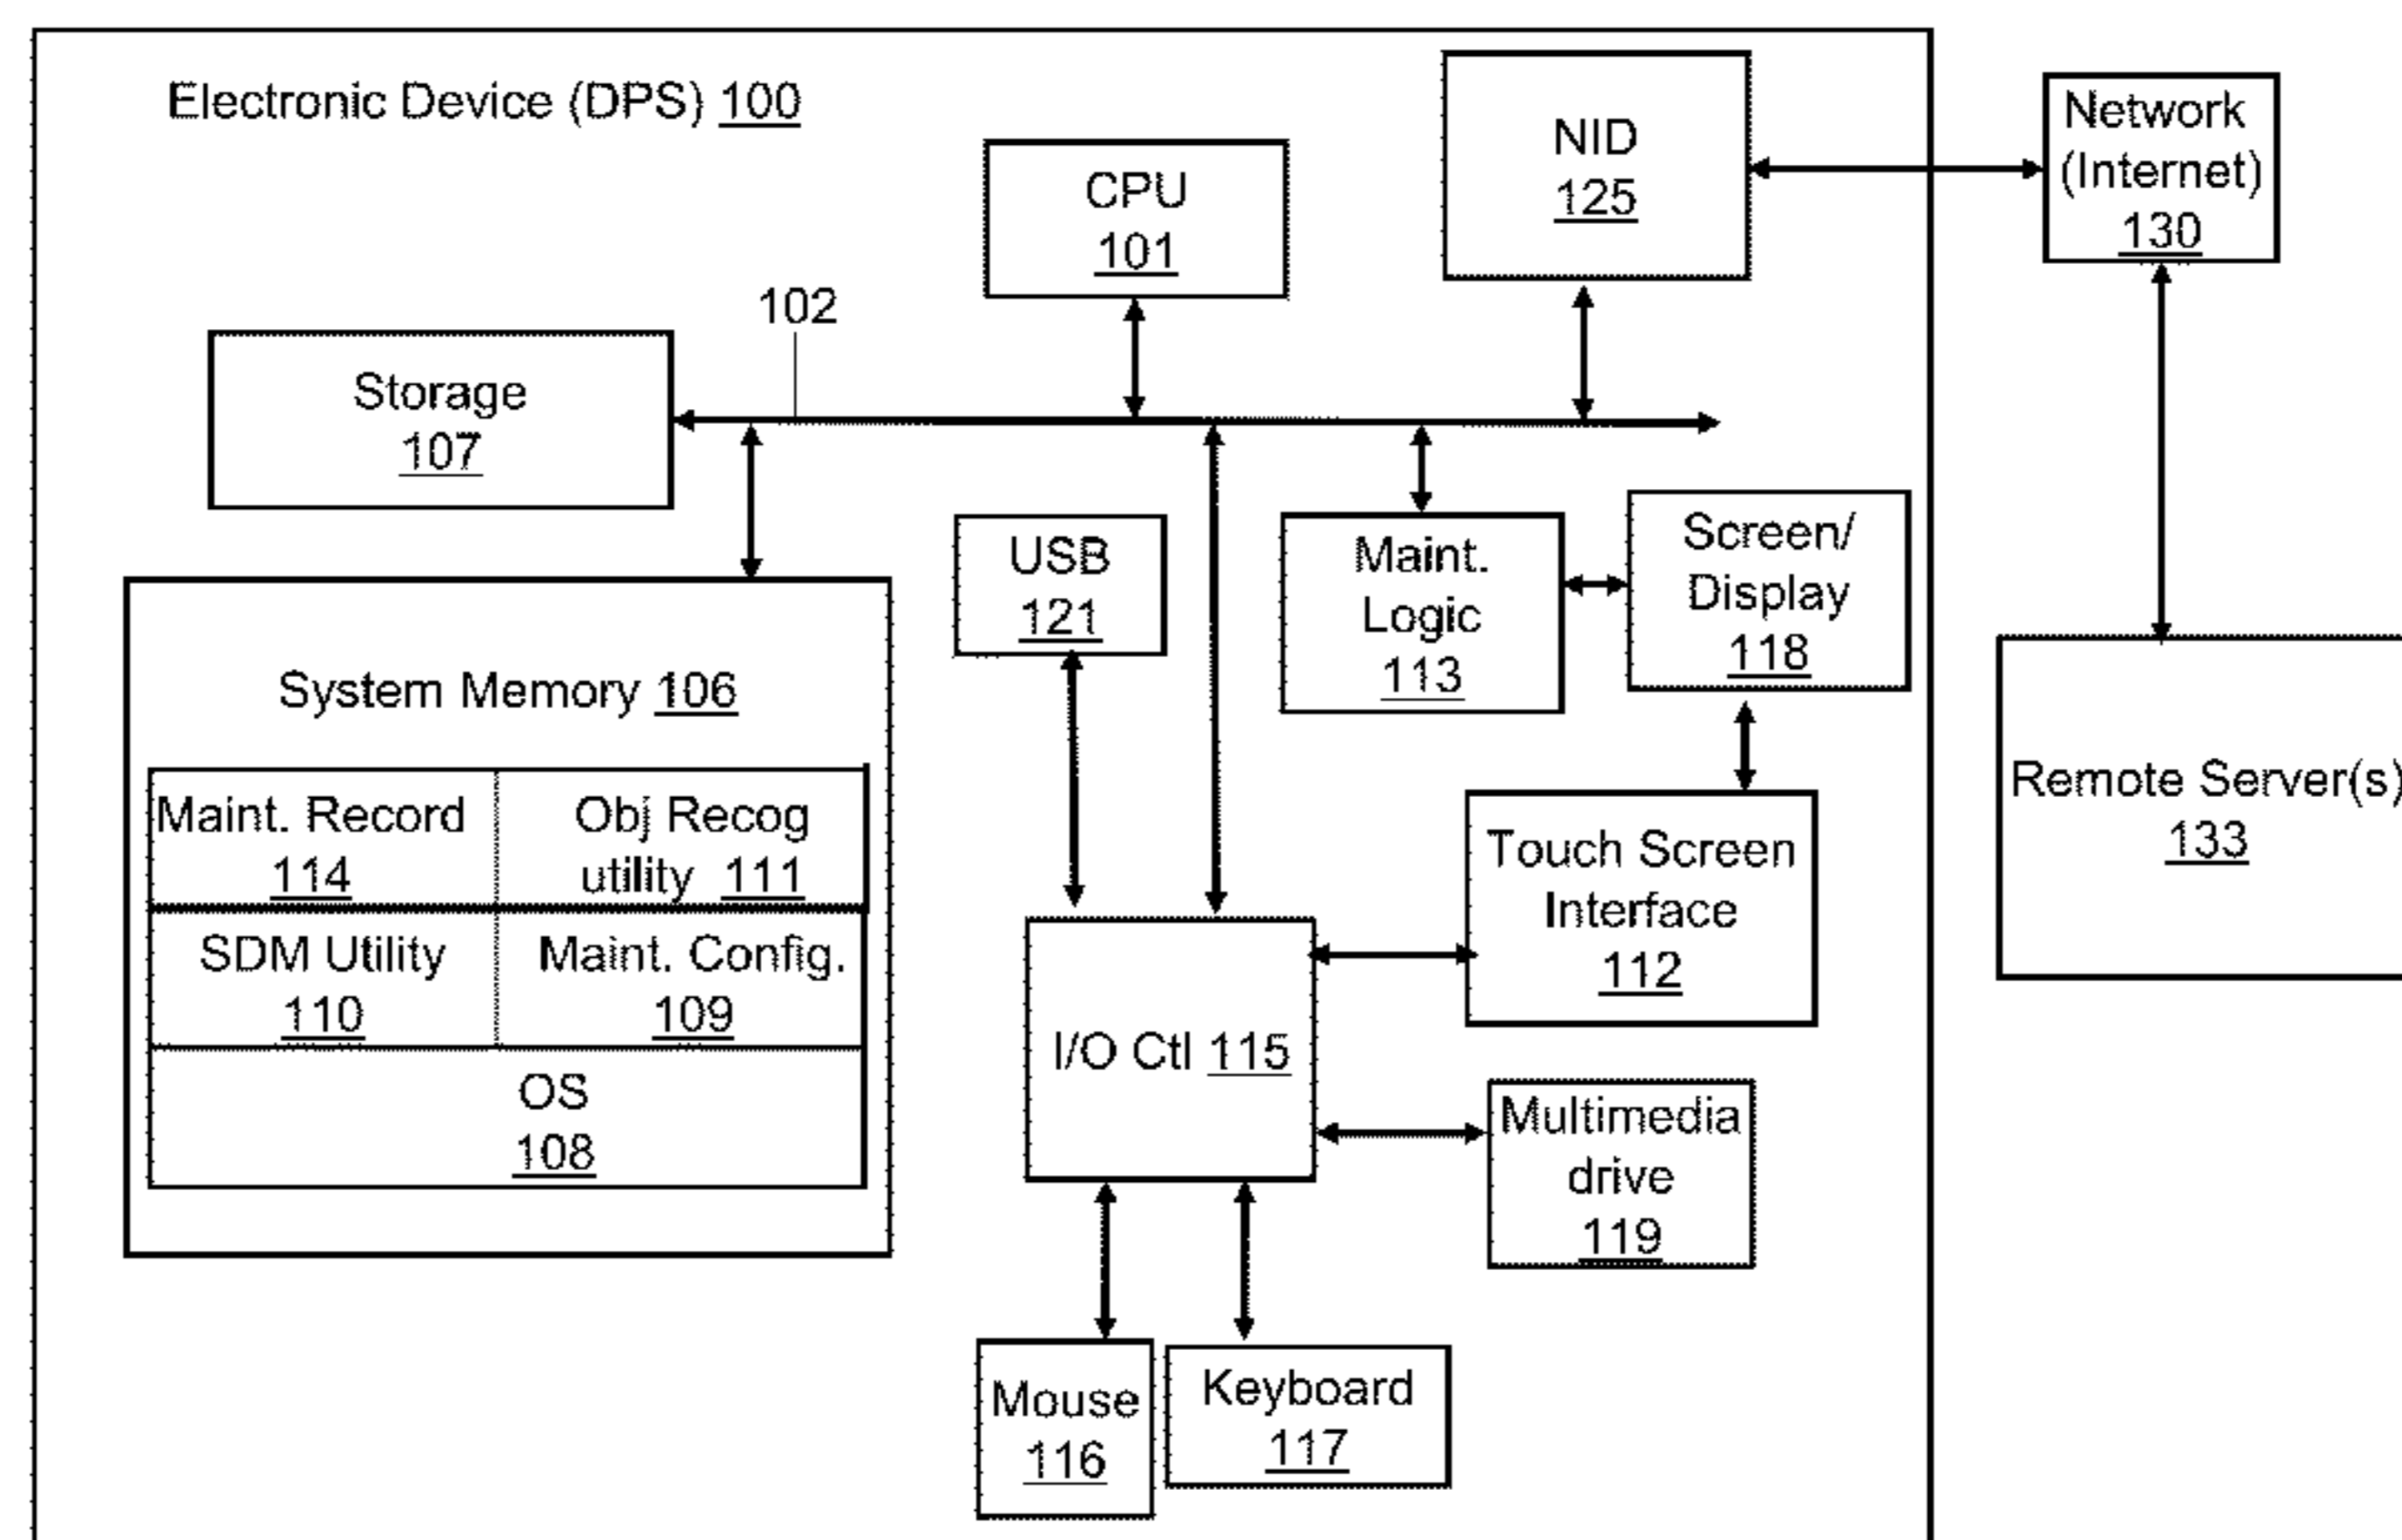 Electronic Device (DPS) 100
NID
125
Network
(Internet)
130
CPU
101
102
Storage
107
USB
121
Maint.
Logic
113
Screen/
Display
118
System Memory 106
Maint. Record
114
Obj Recog
utility 111
SDM Utility
110
Maint. Config.
109
OS
108
Touch Screen
Interface
112
Remote Server(s)
133
I/O Ctl 115
Multimedia
drive
119
Mouse
116
Keyboard
117